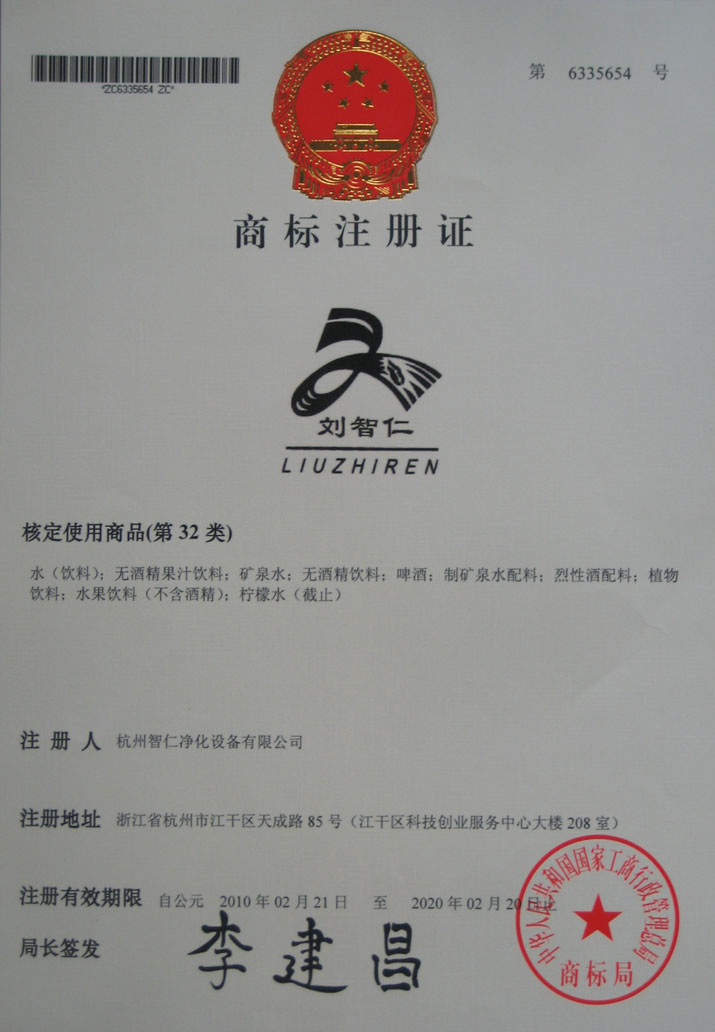 *ZC6335654 ZC*
第 6335654 号
商标注册证
刘智仁
LIUZHIREN
核定使用商品(第 32 类)
水（饮料）；无酒精果汁饮料；矿泉水；无酒精饮料；啤酒；制矿泉水配料；烈性酒配料；植物
饮料；水果饮料（不含酒精）；柠檬水（截止）
注册人 杭州智仁净化设备有限公司
注册地址 浙江省杭州市江干区天成路 85 号（江干区科技创业服务中心大楼 208 室）
注册有效期限 自公元 2010 年 02 月 21 日 至 2020 年 02 月 20 日止
局长签发 李建昌
中华人民共和国国家工商行政管理总局
商标局